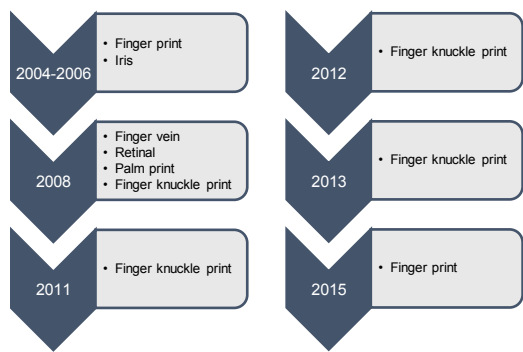 2004-2006
• Finger print
• Iris
2008
• Finger vein
• Retinal
• Palm print
• Finger knuckle print
2011
• Finger knuckle print
2012
• Finger knuckle print
2013
• Finger knuckle print
2015
• Finger print